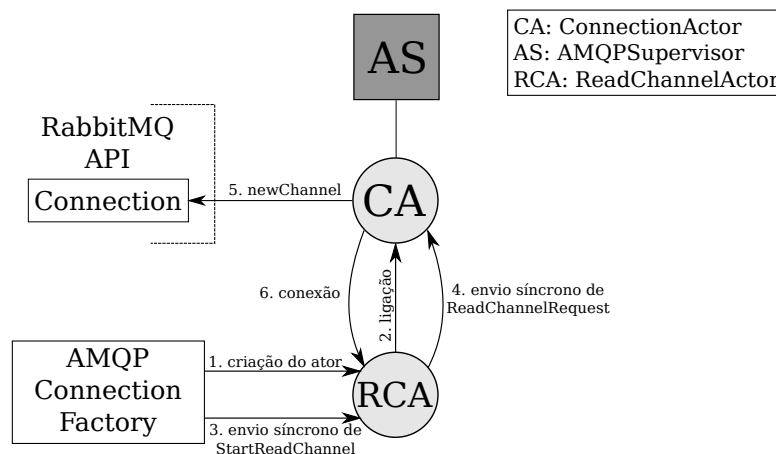 AS
CA: ConnectionActor
AS: AMQPSupervisor
RCA: ReadChannelActor
RabbitMQ
API
Connection
5. newChannel
CA
6. conexão
2. ligação
4. envio síncrono de
ReadChannelRequest
AMQP
Connection
Factory
1. criação do ator
RCA
3. envio síncrono de
StartReadChannel